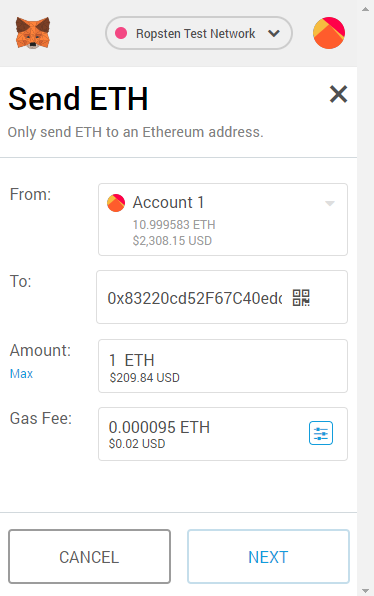 Ropsten Test Network
Send ETH
Only send ETH to an Ethereum address.
From:
Account 1
10.999583 ETH
$2,308.15 USD
To:
0x83220cd52F67C40edc
Amount:
Max
1 ETH
$209.84 USD
Gas Fee:
0.000095 ETH
$0.02 USD
CANCEL
NEXT